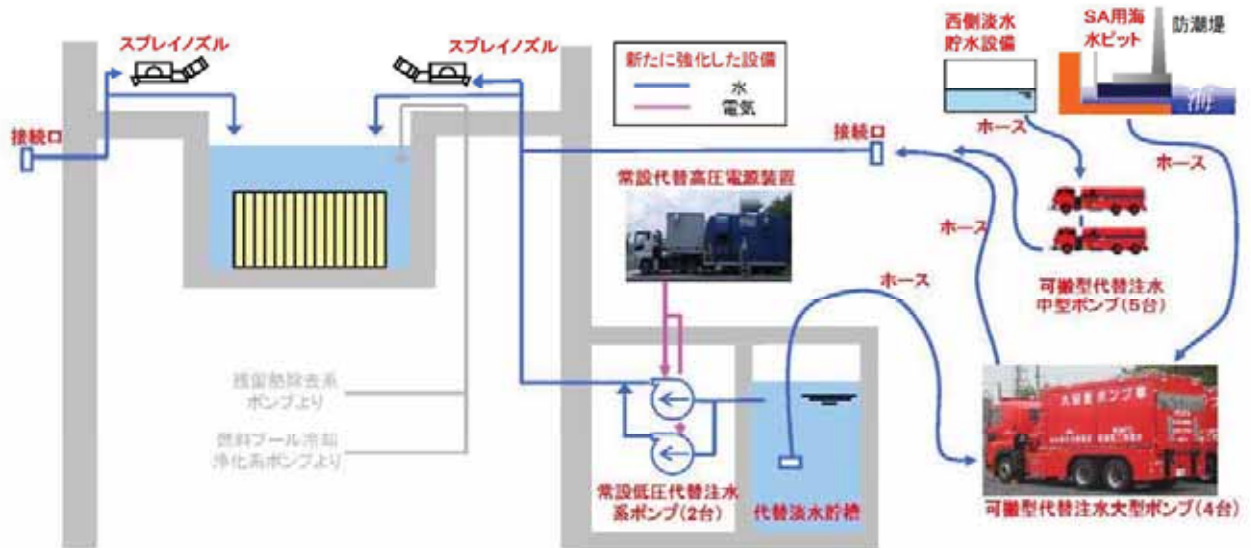 スプレイノズル
スプレイノズル
新たに強化した設備
水
電気
西側淡水
貯水設備
SA用海
水ピット
防潮堤
海
接続口
接続口
ホース
ホース
常設代替高圧電源装置
ホース
ホース
可搬型代替注水
中型ポンプ(5台)
残留熱除去系
ポンプより
燃料プール冷却
浄化系ポンプより
常設低圧代替注水
系ポンプ(2台)
代替淡水貯槽
可搬型代替注水大型ポンプ(4台)